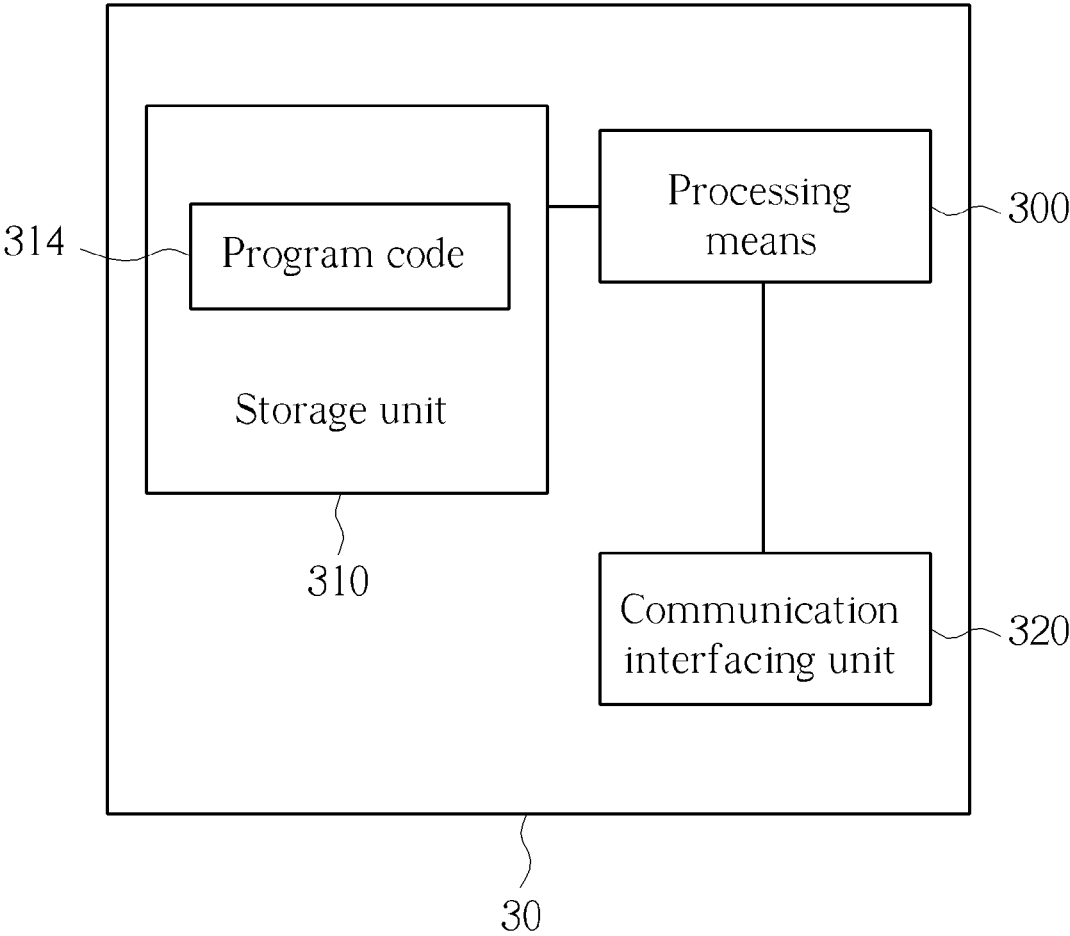 Processing
means
300
314
Program code
Storage unit
310
Communication
interfacing unit
320
30